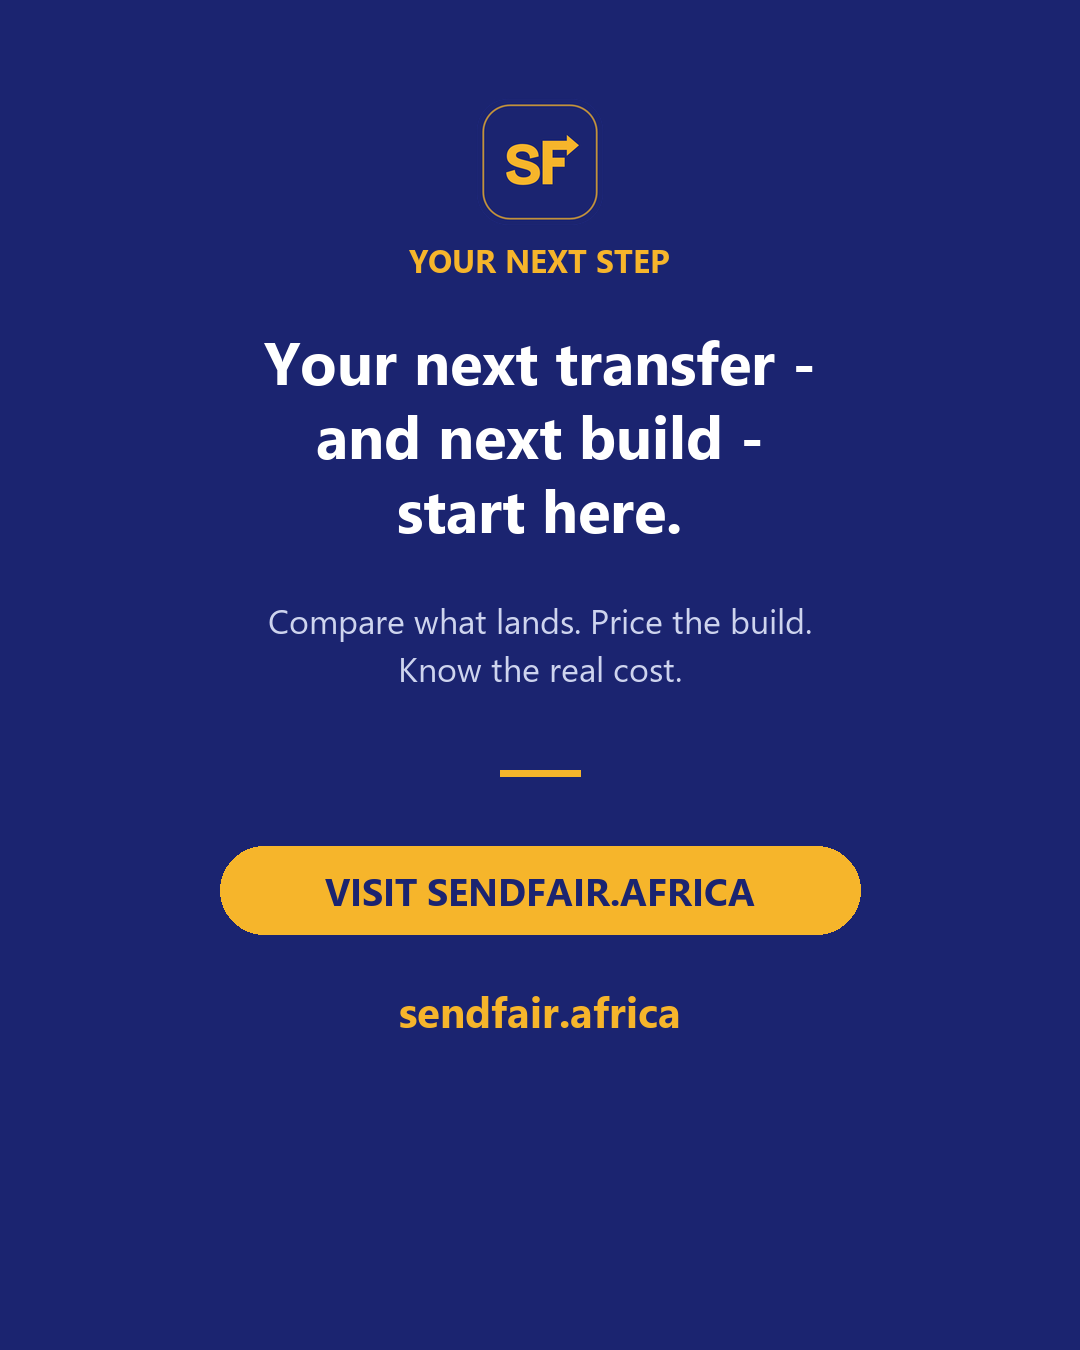 SF
YOUR NEXT STEP
Your next transfer -
and next build -
start here.
Compare what lands. Price the build.
Know the real cost.
VISIT SENDFAIR.AFRICA
sendfair.africa